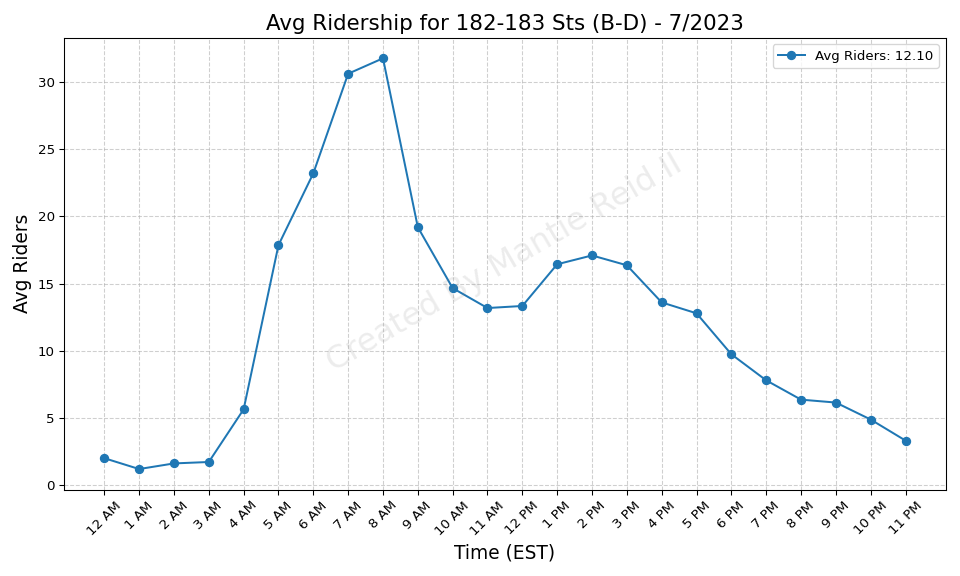 Avg Ridership for 182-183 Sts (B-D) - 7/2023
Avg Riders: 12.10
Avg Riders
30
25
20
15
10
5
0
Created By Mantie Reid II
12 AM
1 AM
2 AM
3 AM
4 AM
5 AM
6 AM
7 AM
8 AM
9 AM
10 AM
11 AM
12 PM
1 PM
2 PM
3 PM
4 PM
5 PM
6 PM
7 PM
8 PM
9 PM
10 PM
11 PM
Time (EST)